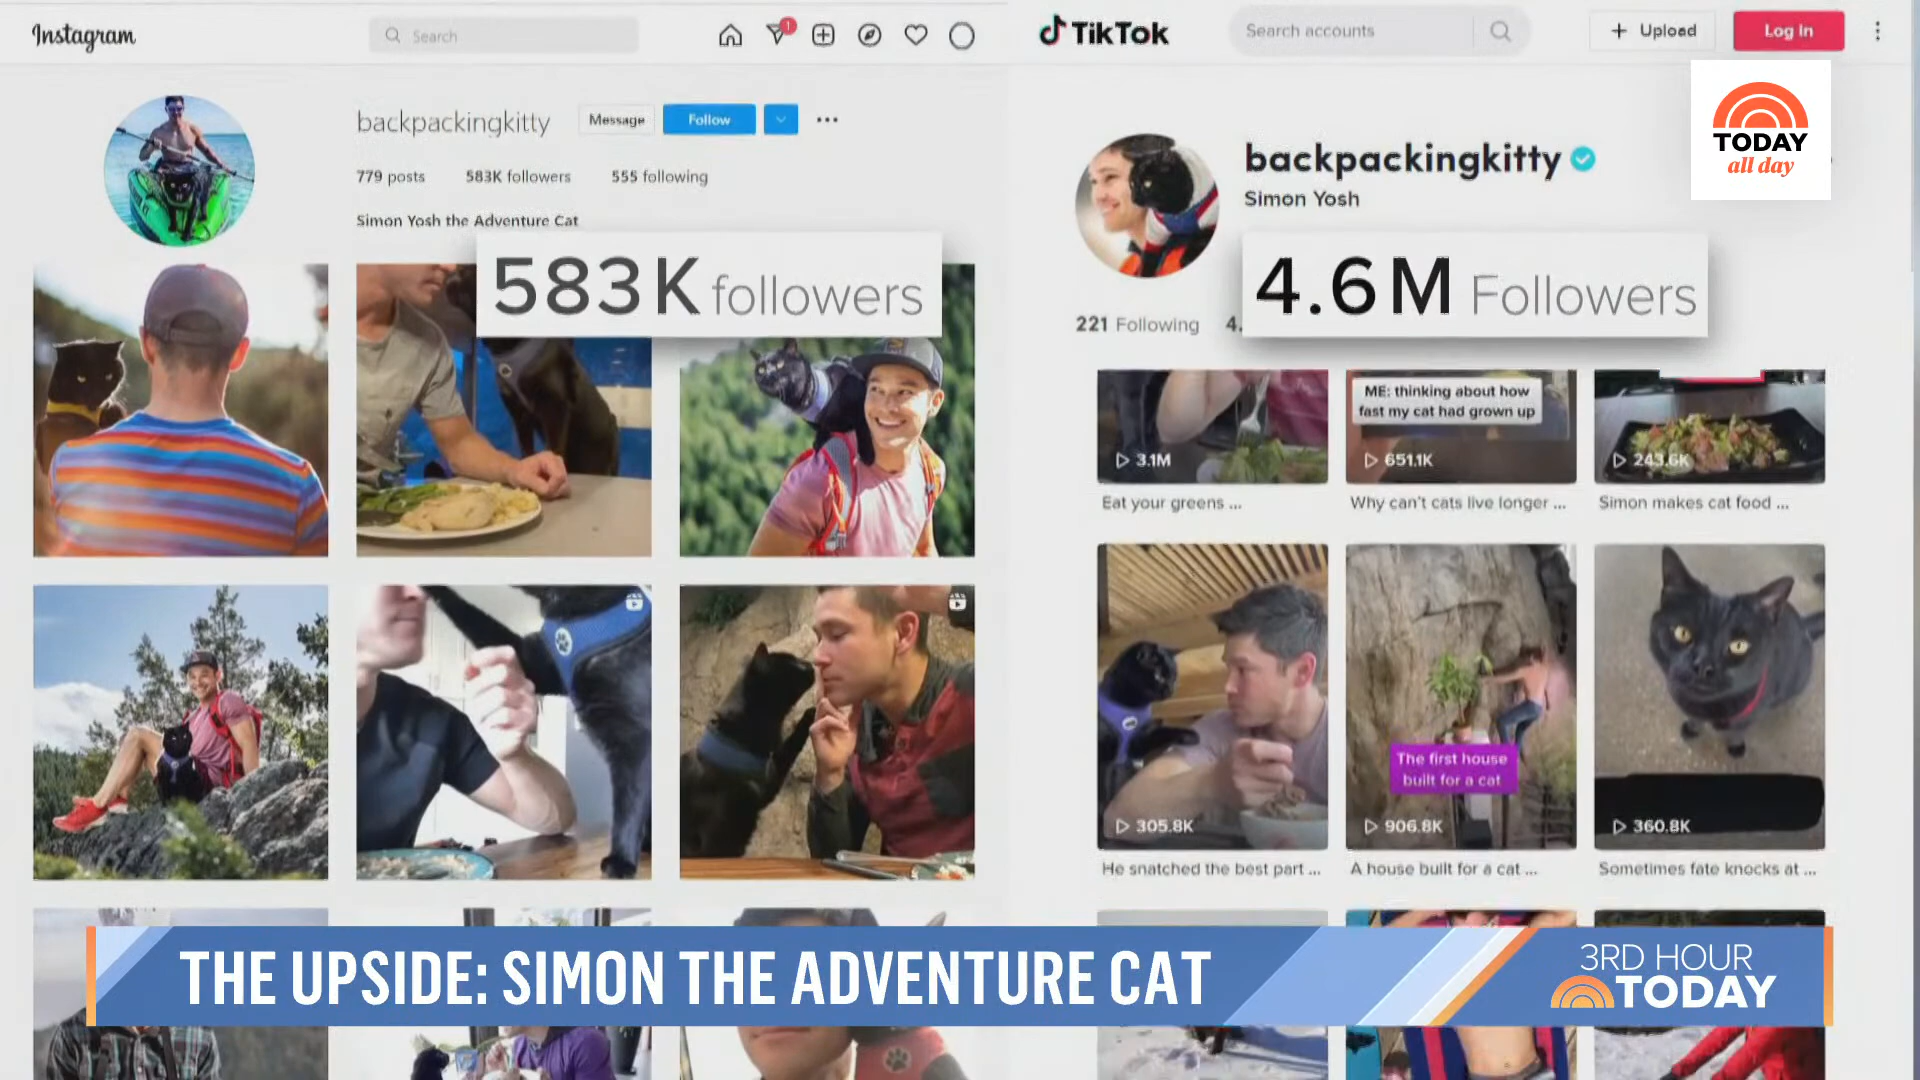 Instagram
Search
1
backpackingkitty
Message
Follow
779 posts
583K followers
555 following
Simon Yosh the Adventure Cat
583K followers
TikTok
Search accounts
+ Upload
Log in
TODAY
all day
backpackingkitty
Simon Yosh
4.6M Followers
221 Following
4.
ME: thinking about how
fast my cat had grown up
3.1M
651.1K
243.6K
Eat your greens ...
Why can't cats live longer ...
Simon makes cat food ...
The first house
built for a cat
305.8K
906.8K
360.8K
He snatched the best part ...
A house built for a cat ...
Sometimes fate knocks at ...
THE UPSIDE: SIMON THE ADVENTURE CAT
3RD HOUR
TODAY